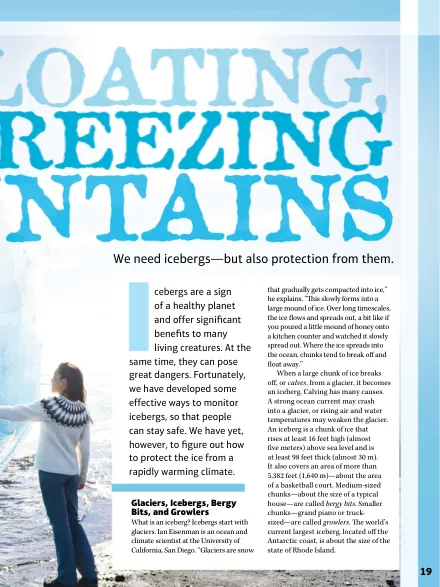 LOATING,
REEZING
NTAINS
We need icebergs—but also protection from them.
Icebergs are a sign
of a healthy planet
and offer significant
benefits to many
living creatures. At the
same time, they can pose
great dangers. Fortunately,
we have developed some
effective ways to monitor
icebergs, so that people
can stay safe. We have yet,
however, to figure out how
to protect the ice from a
rapidly warming climate.
Glaciers, Icebergs, Bergy
Bits, and Growlers
What is an iceberg? Icebergs start with
glaciers. Ian Eisenman is an ocean and
climate scientist at the University of
California, San Diego. "Glaciers are snow
that gradually gets compacted into ice,"
he explains. "This slowly forms into a
large mound of ice. Over long timescales,
the ice flows and spreads out, a bit like if
you poured a little mound of honey onto
a kitchen counter and watched it slowly
spread out. Where the ice spreads into
the ocean, chunks tend to break off and
float away."
When a large chunk of ice breaks
off, or calves, from a glacier, it becomes
an iceberg. Calving has many causes.
A strong ocean current may crash
into a glacier, or rising air and water
temperatures may weaken the glacier.
An iceberg is a chunk of ice that
rises at least 16 feet high (almost
five meters) above sea level and is
at least 98 feet thick (almost 30 m).
It also covers an area of more than
5,382 feet (1,640 m)—about the area
of a basketball court. Medium-sized
chunks—about the size of a typical
house—are called bergy bits. Smaller
chunks—grand piano or truck-
sized—are called growlers. The world's
current largest iceberg, located off the
Antarctic coast, is about the size of the
state of Rhode Island.
19